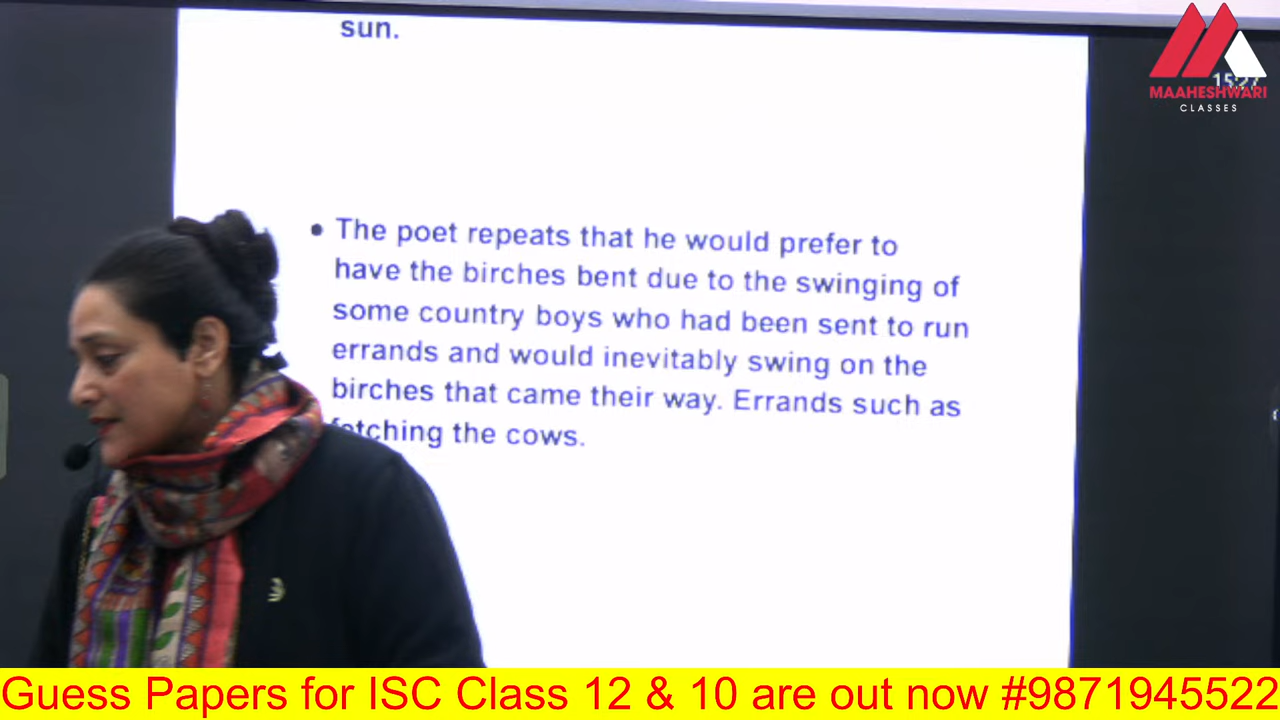 sun.
15:27
MAAHESHWARI
CLASSES
• The poet repeats that he would prefer to
have the birches bent due to the swinging of
some country boys who had been sent to run
errands and would inevitably swing on the
birches that came their way. Errands such as
fetching the cows.
Guess Papers for ISC Class 12 & 10 are out now #9871945522